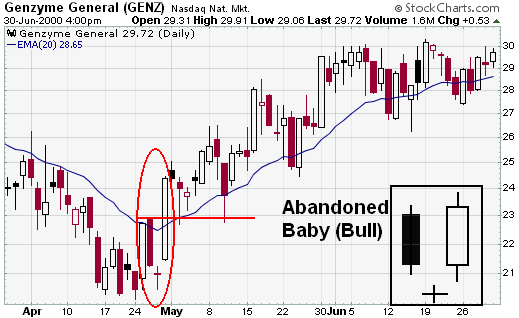 Genzyme General (GENZ) Nasdaq Nat. Mkt. © StockCharts.com
30-Jun-2000 4:00pm Open 29.31 High 29.91 Low 29.06 Last 29.72 Volume 1.6M Chg +0.53
Genzyme General 29.72 (Daily)
EMA(20) 28.65
30
29
28
27
26
25
24
23
22
21
Abandoned
Baby (Bull)
Apr 10 17 24 May 8 15 22 30 Jun 5 12 19 26